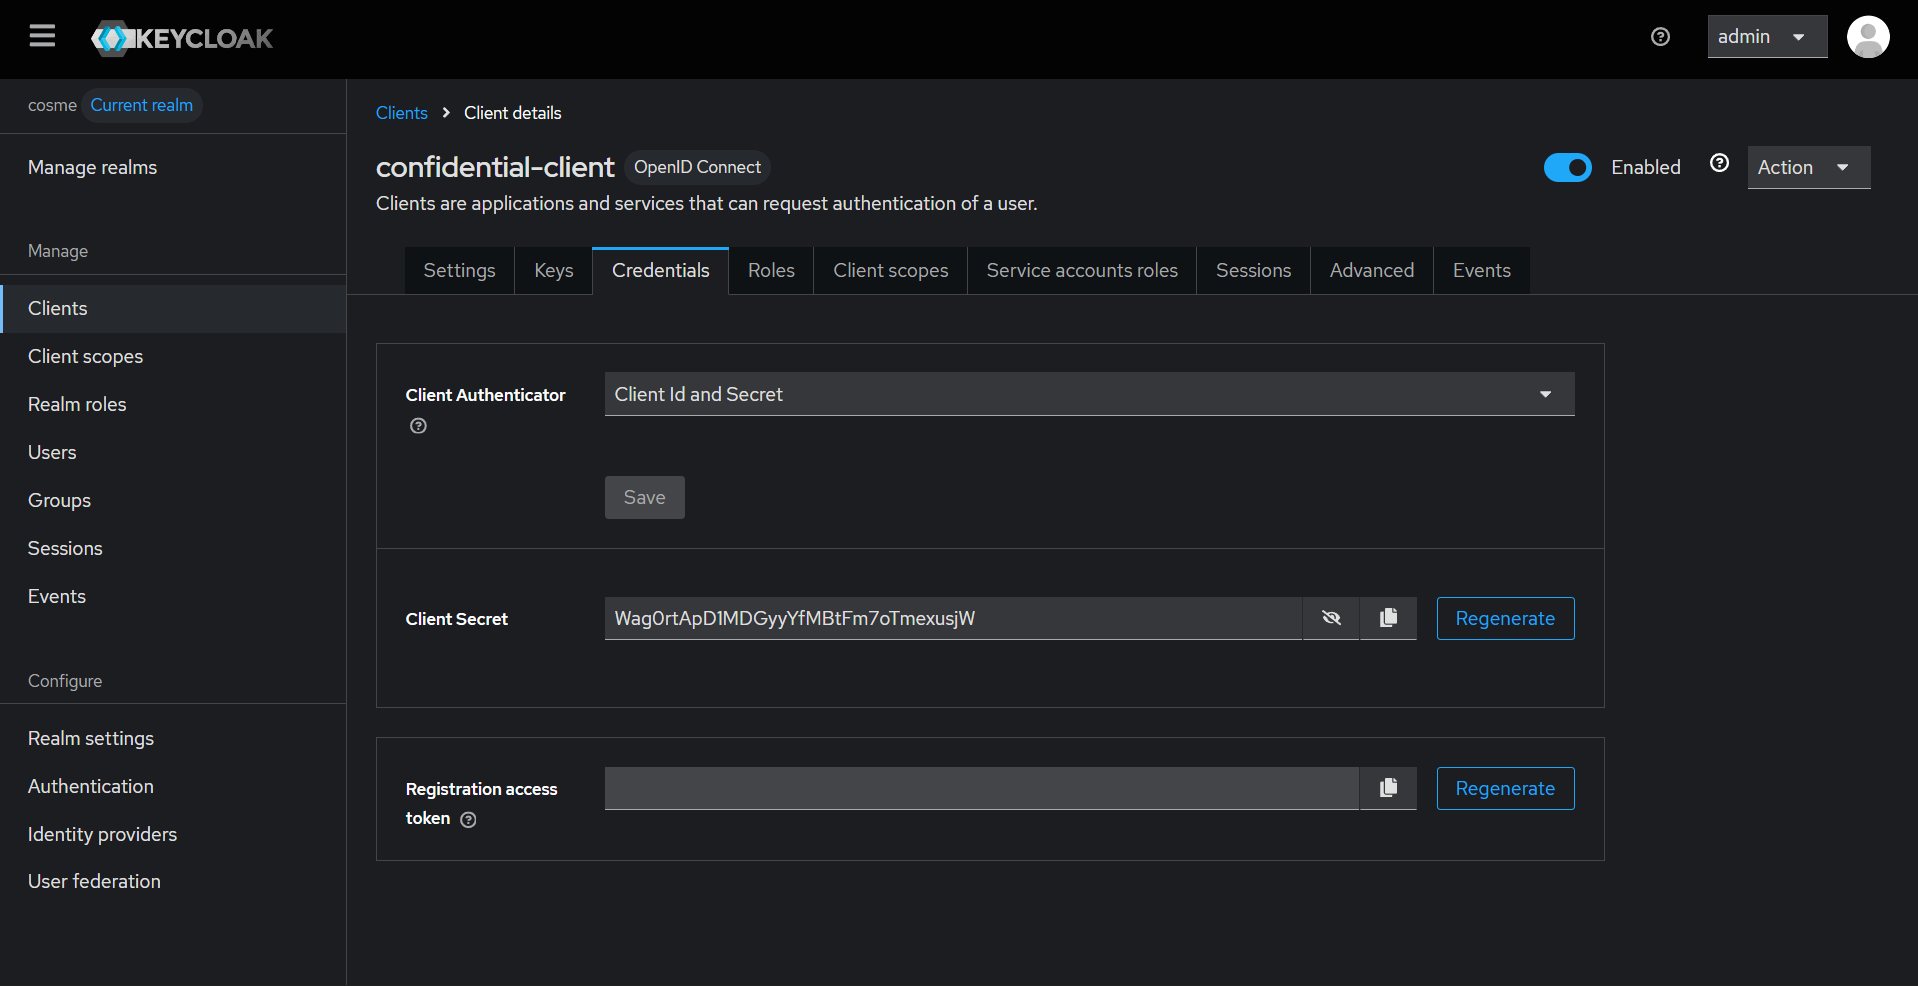 KEYCLOAK
admin
cosme Current realm
Manage realms
Manage
Clients
Client scopes
Realm roles
Users
Groups
Sessions
Events
Configure
Realm settings
Authentication
Identity providers
User federation
Clients Client details
confidential-client OpenID Connect
Enabled
Action
Clients are applications and services that can request authentication of a user.
Settings Keys Credentials Roles Client scopes Service accounts roles Sessions Advanced Events
Client Authenticator
Client Id and Secret
Save
Client Secret
Wag0rtApD1MDGyyYfMBtFm7oTmexusjW
Regenerate
Registration access
token
Regenerate